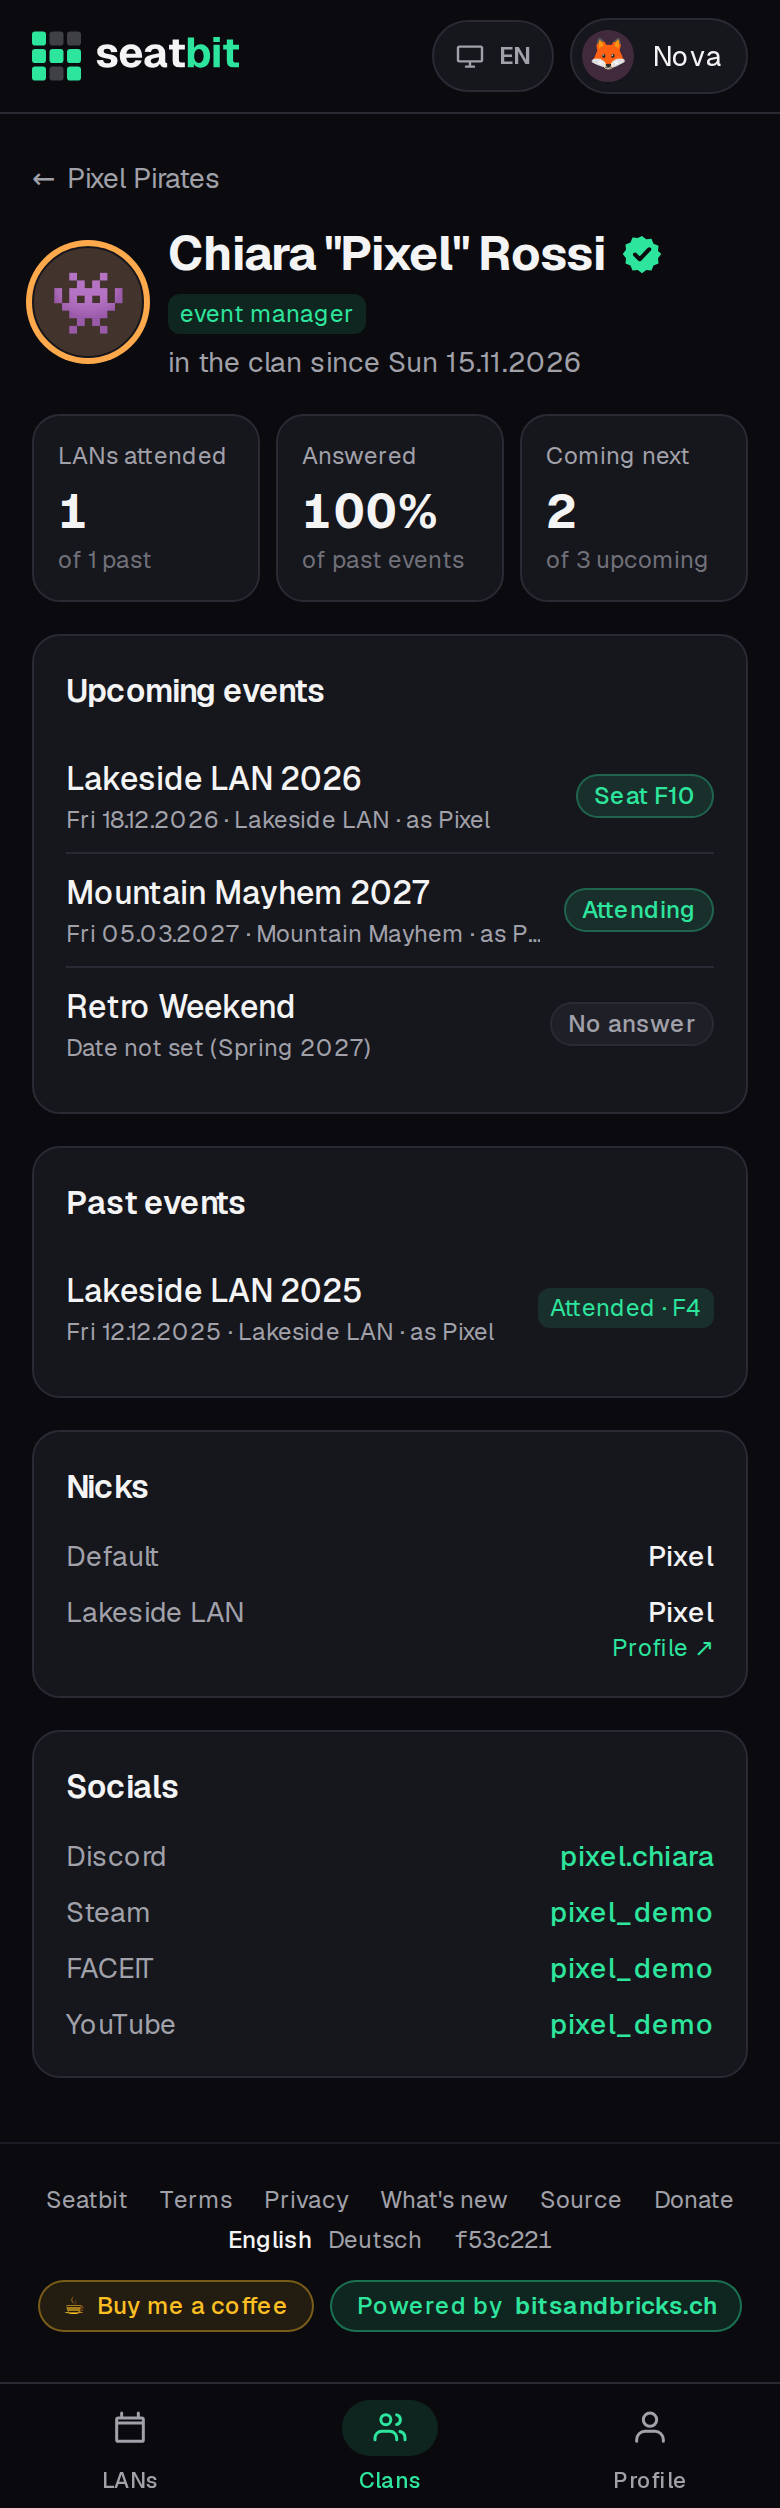 seatbit
EN
Nova
← Pixel Pirates
Chiara "Pixel" Rossi
event manager
in the clan since Sun 15.11.2026
LANs attended
1
of 1 past
Answered
100%
of past events
Coming next
2
of 3 upcoming
Upcoming events
Lakeside LAN 2026
Fri 18.12.2026 · Lakeside LAN · as Pixel
Seat F10
Mountain Mayhem 2027
Fri 05.03.2027 · Mountain Mayhem · as P…
Attending
Retro Weekend
Date not set (Spring 2027)
No answer
Past events
Lakeside LAN 2025
Fri 12.12.2025 · Lakeside LAN · as Pixel
Attended · F4
Nicks
Default Pixel
Lakeside LAN Pixel
Profile ↗
Socials
Discord pixel.chiara
Steam pixel_demo
FACEIT pixel_demo
YouTube pixel_demo
Seatbit Terms Privacy What's new Source Donate
English Deutsch f53c221
☕ Buy me a coffee
Powered by bitsandbricks.ch
LANs
Clans
Profile